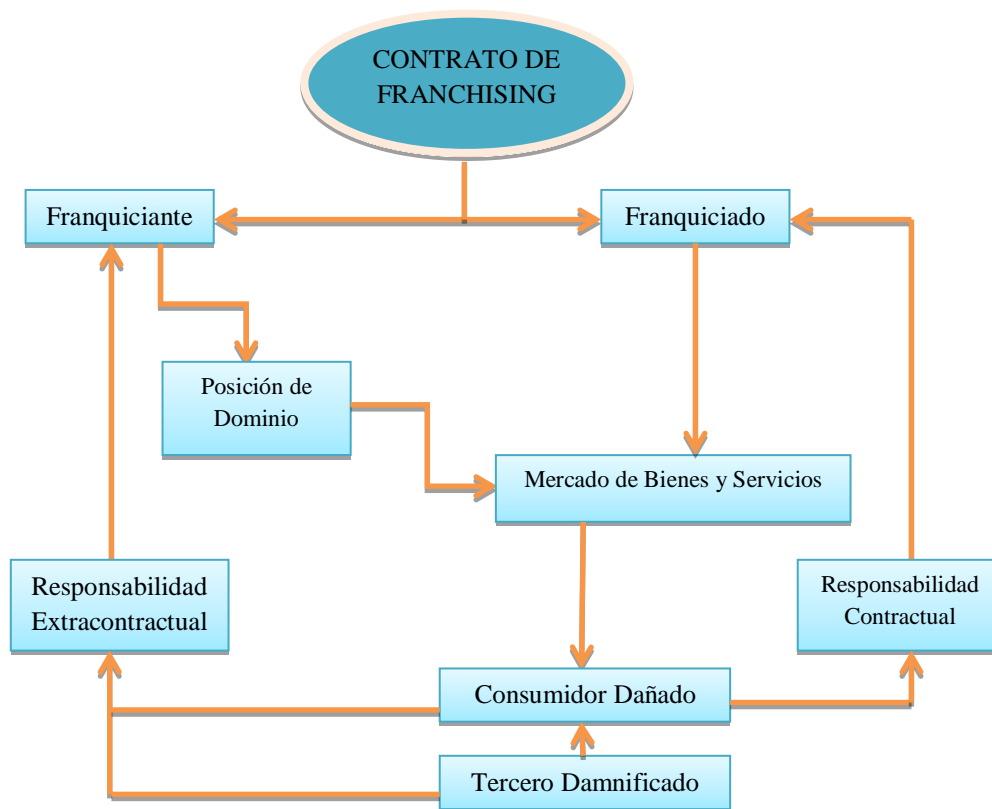 CONTRATO DE
FRANCHISING
Franquiciante
Franquiciado
Posición de
Dominio
Mercado de Bienes y Servicios
Responsabilidad
Extracontractual
Responsabilidad
Contractual
Consumidor Dañado
Tercero Damnificado